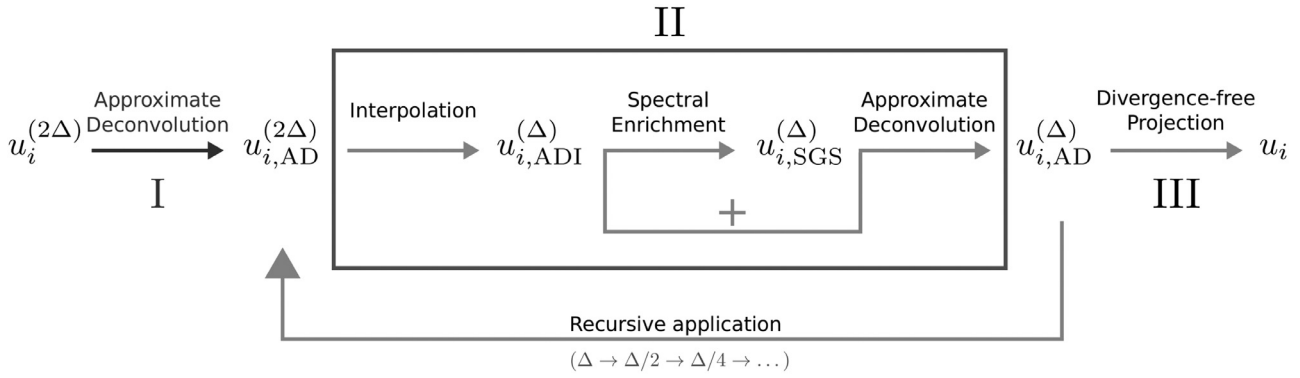 II
Approximate
Deconvolution
Interpolation
Spectral
Enrichment
Approximate
Deconvolution
Divergence-free
Projection
u_i^{(2Δ)}
u_{i,AD}^{(2Δ)}
u_{i,ADI}^{(Δ)}
u_{i,SGS}^{(Δ)}
u_{i,AD}^{(Δ)}
u_i
I
+
III
Recursive application
(Δ → Δ/2 → Δ/4 → ...)